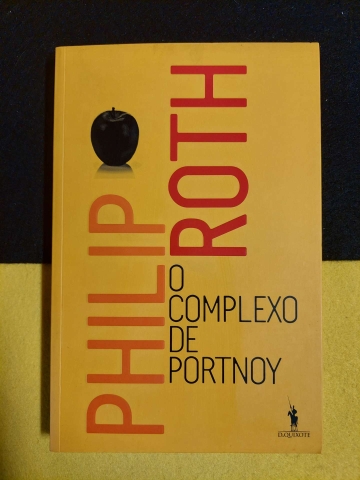 PHILIP
ROTH
O
COMPLEXO
DE
PORTNOY
D.QUIXOTE